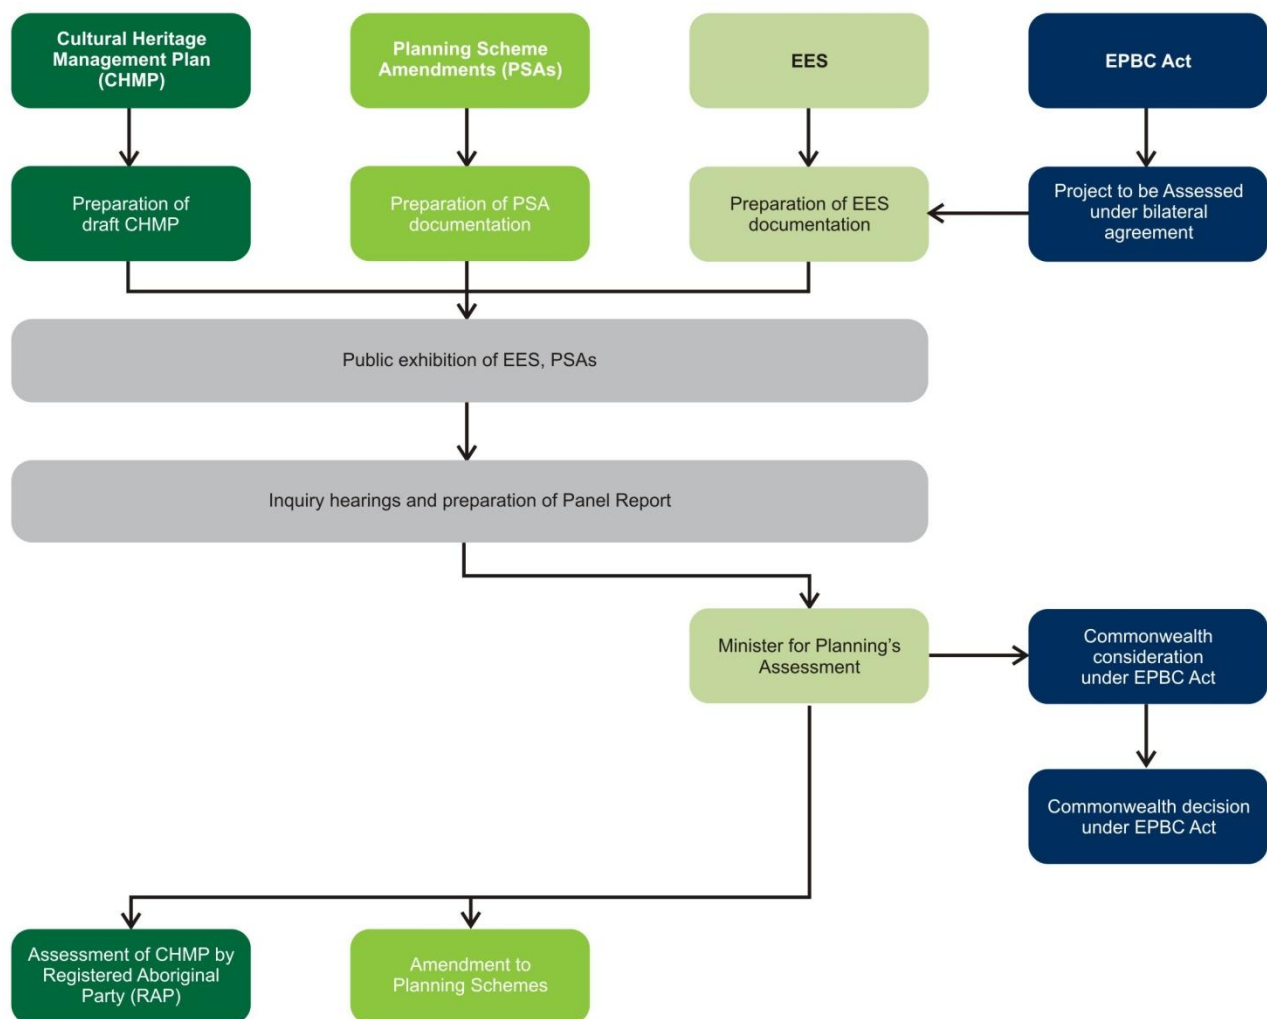 Cultural Heritage
Management Plan
(CHMP)
Planning Scheme
Amendments (PSAs)
EES
EPBC Act
Preparation of
draft CHMP
Preparation of PSA
documentation
Preparation of EES
documentation
Project to be Assessed
under bilateral
agreement
Public exhibition of EES, PSAs
Inquiry hearings and preparation of Panel Report
Minister for Planning’s
Assessment
Commonwealth
consideration
under EPBC Act
Commonwealth decision
under EPBC Act
Assessment of CHMP by
Registered Aboriginal
Party (RAP)
Amendment to
Planning Schemes